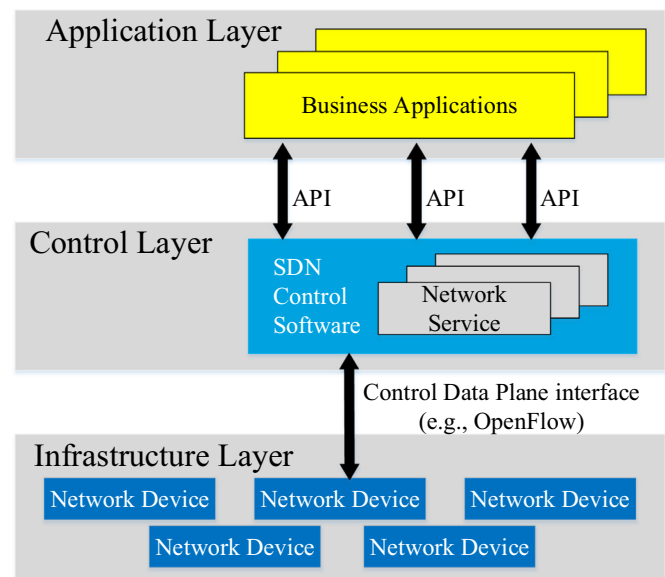 Application Layer
Business Applications
API
API
API
Control Layer
SDN
Control
Software
Network
Service
Control Data Plane interface
(e.g., OpenFlow)
Infrastructure Layer
Network Device
Network Device
Network Device
Network Device
Network Device